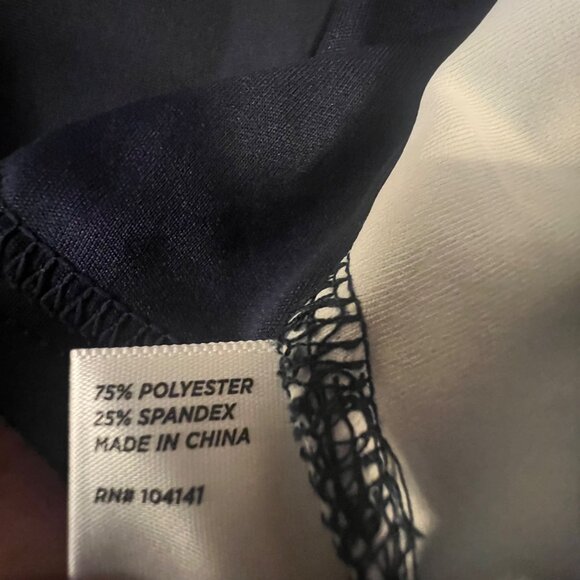 75% POLYESTER
25% SPANDEX
MADE IN CHINA
RN# 104141